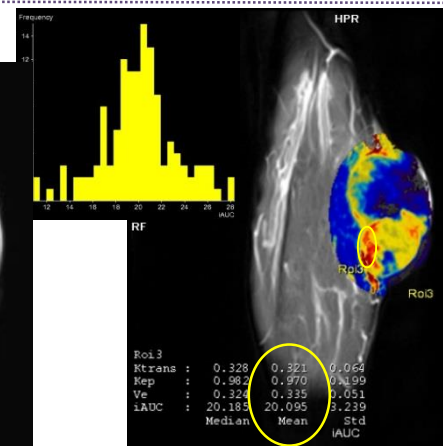 Frequency
14
12
12 14 16 18 20 22 24 26 28
iAUC
HPR
RF
Roi3
Roi3
Roi3
Ktrans : 0.328 0.321 0.064
Kep : 0.982 0.970 0.199
Ve : 0.324 0.335 0.051
iAUC : 20.185 20.095 3.239
Median Mean Std
iAUC